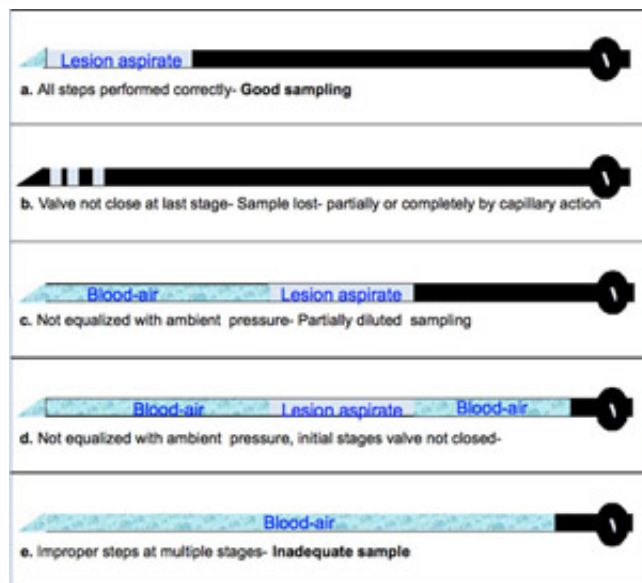 Lesion aspirate
a. All steps performed correctly- Good sampling
b. Valve not close at last stage- Sample lost- partially or completely by capillary action
Blood-air Lesion aspirate
c. Not equalized with ambient pressure- Partially diluted sampling
Blood-air Lesion aspirate Blood-air
d. Not equalized with ambient pressure, initial stages valve not closed-
Blood-air
e. Improper steps at multiple stages- Inadequate sample